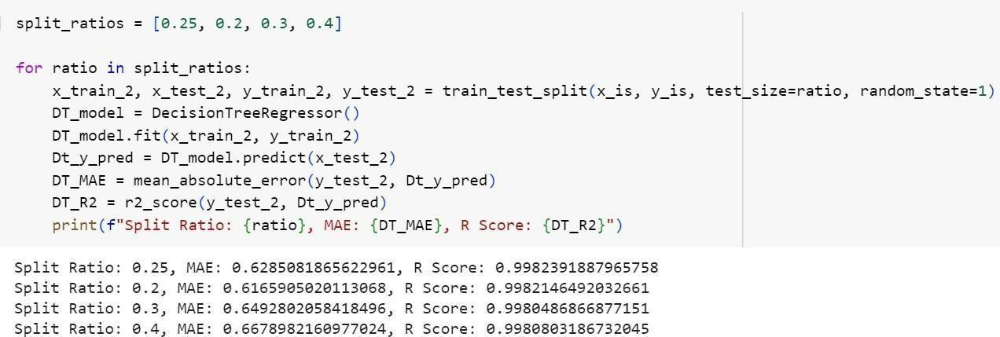 split_ratios = [0.25, 0.2, 0.3, 0.4]
for ratio in split_ratios:
x_train_2, x_test_2, y_train_2, y_test_2 = train_test_split(x_is, y_is, test_size=ratio, random_state=1)
DT_model = DecisionTreeRegressor()
DT_model.fit(x_train_2, y_train_2)
Dt_y_pred = DT_model.predict(x_test_2)
DT_MAE = mean_absolute_error(y_test_2, Dt_y_pred)
DT_R2 = r2_score(y_test_2, Dt_y_pred)
print(f"Split Ratio: {ratio}, MAE: {DT_MAE}, R Score: {DT_R2}")
Split Ratio: 0.25, MAE: 0.6285081865622961, R Score: 0.9982391887965758
Split Ratio: 0.2, MAE: 0.6165905020113068, R Score: 0.9982146492032661
Split Ratio: 0.3, MAE: 0.6492802058418496, R Score: 0.9980486866877151
Split Ratio: 0.4, MAE: 0.6678982160977024, R Score: 0.9980803186732045